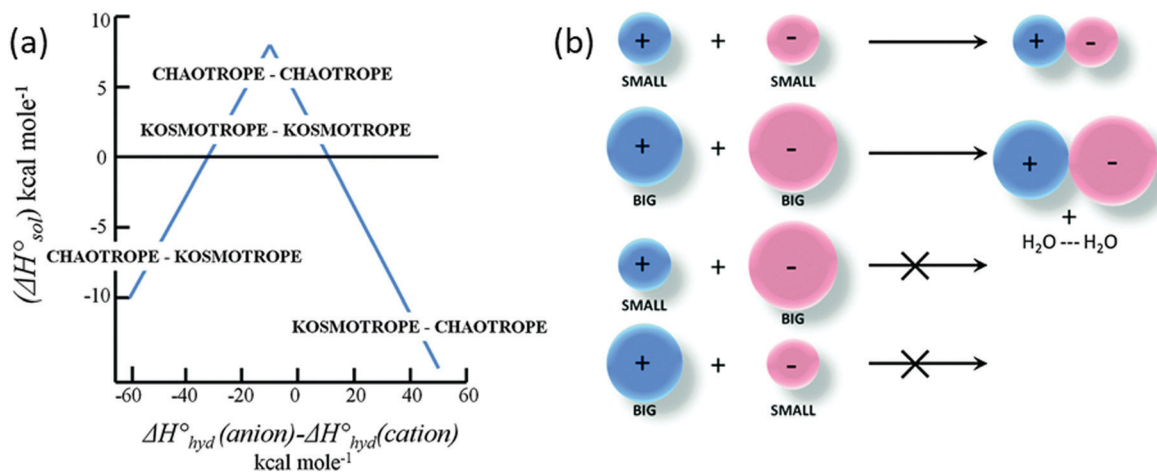 (a)
10
5
0
-5
-10
(ΔH°sol) kcal mole-1
CHAOTROPE - CHAOTROPE
KOSMOTROPE - KOSMOTROPE
CHAOTROPE - KOSMOTROPE
KOSMOTROPE - CHAOTROPE
-60 -40 -20 0 20 40 60
ΔH°hyd (anion)-ΔH°hyd(cation)
kcal mole-1
(b)
+ + - + -
SMALL SMALL
+ + - + -
BIG BIG
+
H2O --- H2O
+ + -
SMALL BIG
+ + -
BIG SMALL